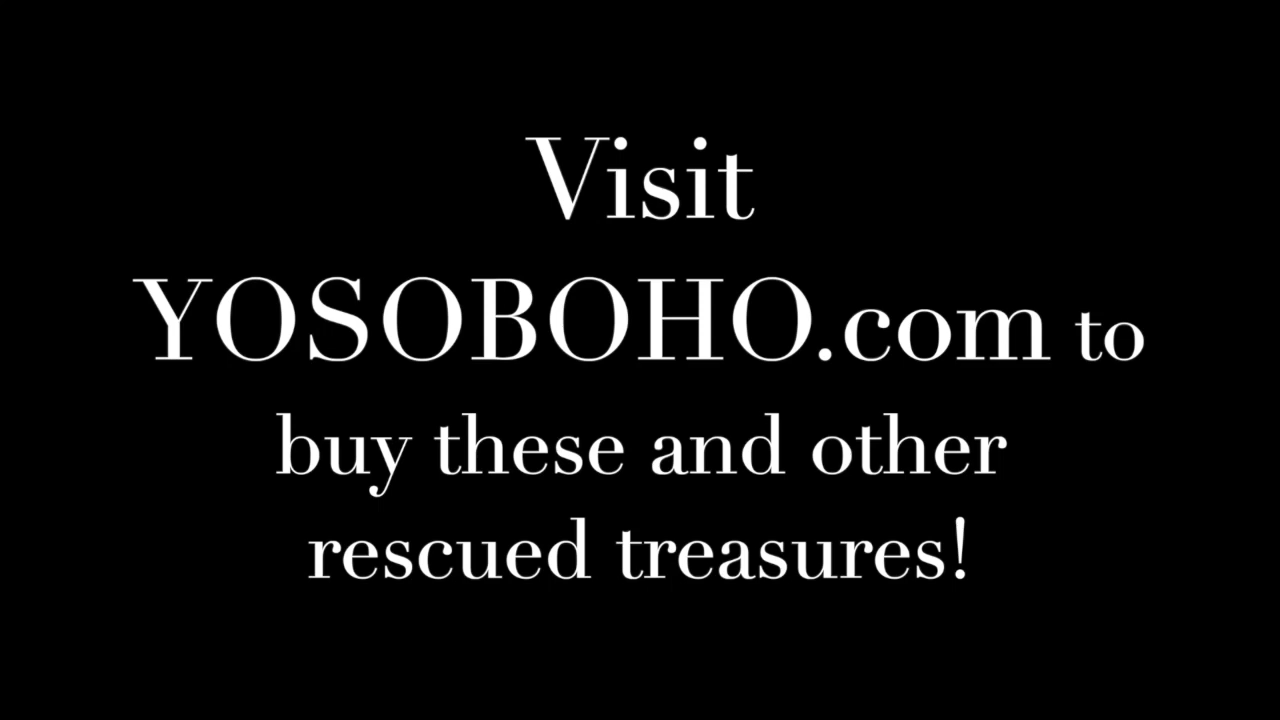 Visit
YOSOBOHO.com to
buy these and other
rescued treasures!